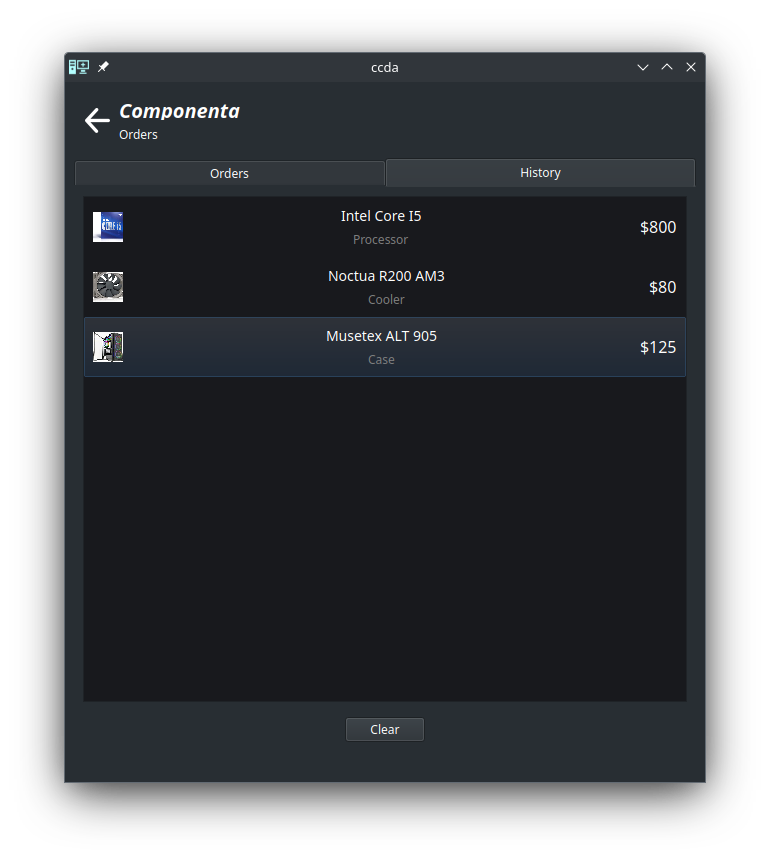 ccda
Componenta
Orders
Orders
History
Intel Core I5
Processor
$800
Noctua R200 AM3
Cooler
$80
Musetex ALT 905
Case
$125
Clear